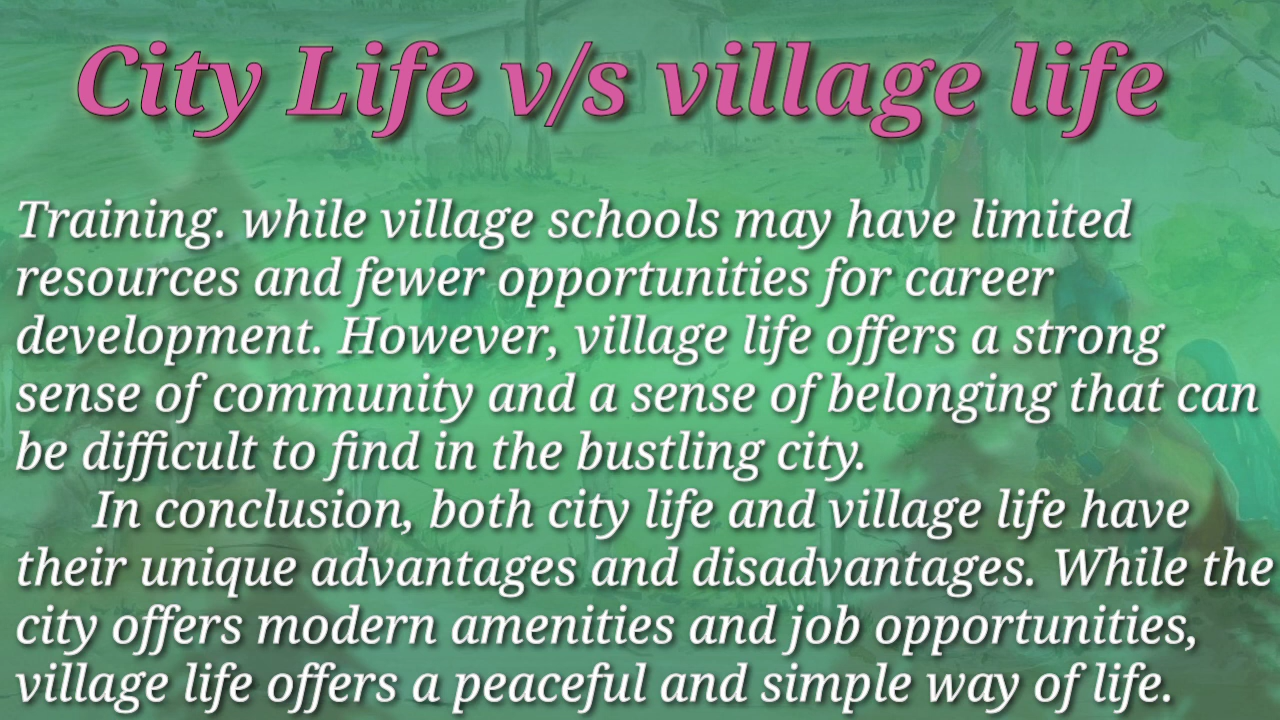 City Life v/s village life
Training. while village schools may have limited
resources and fewer opportunities for career
development. However, village life offers a strong
sense of community and a sense of belonging that can
be difficult to find in the bustling city.
In conclusion, both city life and village life have
their unique advantages and disadvantages. While the
city offers modern amenities and job opportunities,
village life offers a peaceful and simple way of life.